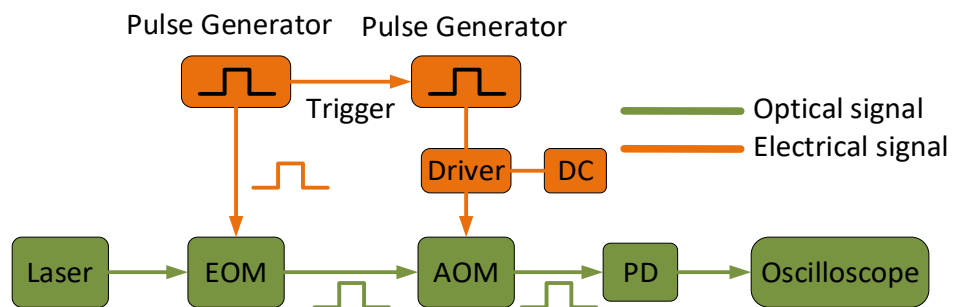 Pulse Generator
Pulse Generator
Trigger
Optical signal
Electrical signal
Driver
DC
Laser
EOM
AOM
PD
Oscilloscope